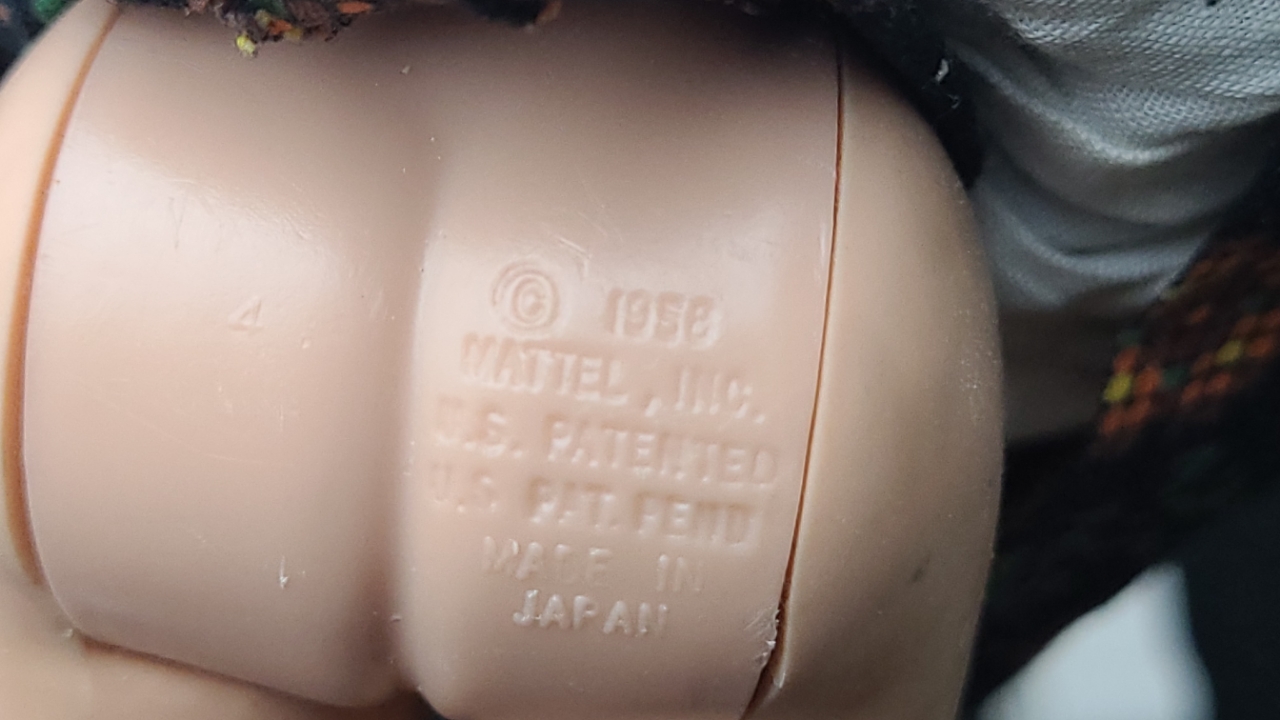 4
© 1958
MATTEL, INC.
U.S. PATENTED
U.S. PAT. PEND
MADE IN
JAPAN